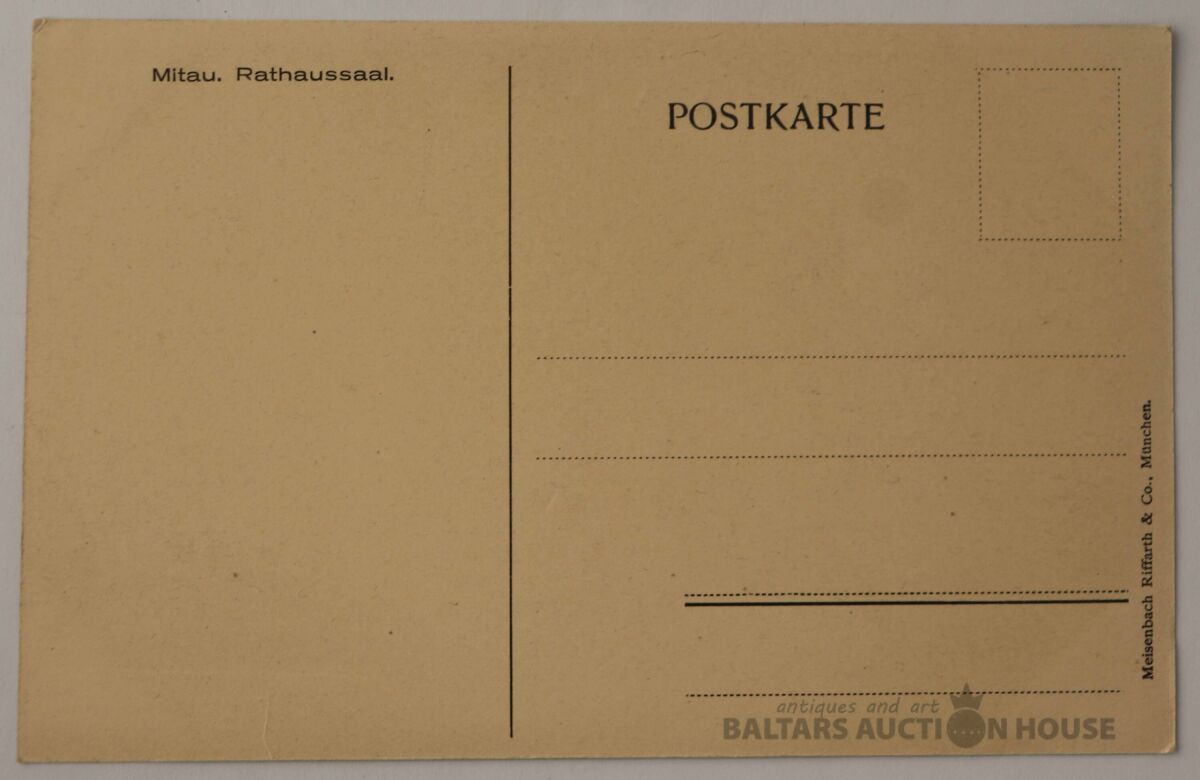 Mitau. Rathaussaal.
POSTKARTE
Meisenbach Riffarth & Co., München.
antiques and art
BALTARS AUCTION HOUSE